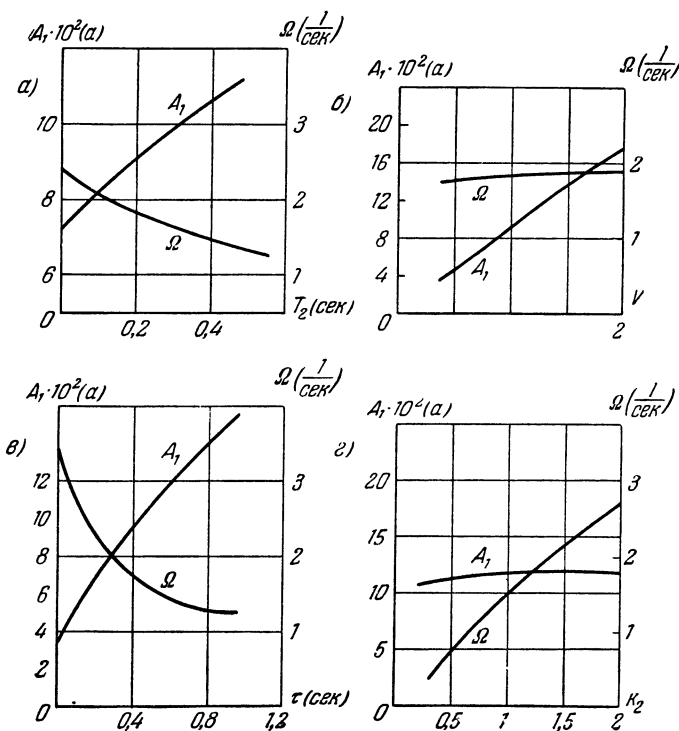 A₁·10²(а)
Ω(1/сек)
а)
A₁
10
3
8
2
Ω
6
1
0
0,2
0,4
T₂(сек)
A₁·10²(а)
Ω(1/сек)
б)
20
16
2
Ω
12
8
1
A₁
4
V
0
2
A₁·10²(а)
Ω(1/сек)
в)
A₁
12
3
10
8
2
Ω
6
4
1
2
0
0,4
0,8
1,2
τ(сек)
A₁·10²(а)
Ω(1/сек)
г)
20
3
15
A₁
2
10
Ω
1
5
0
0,5
1
1,5
2
K₂